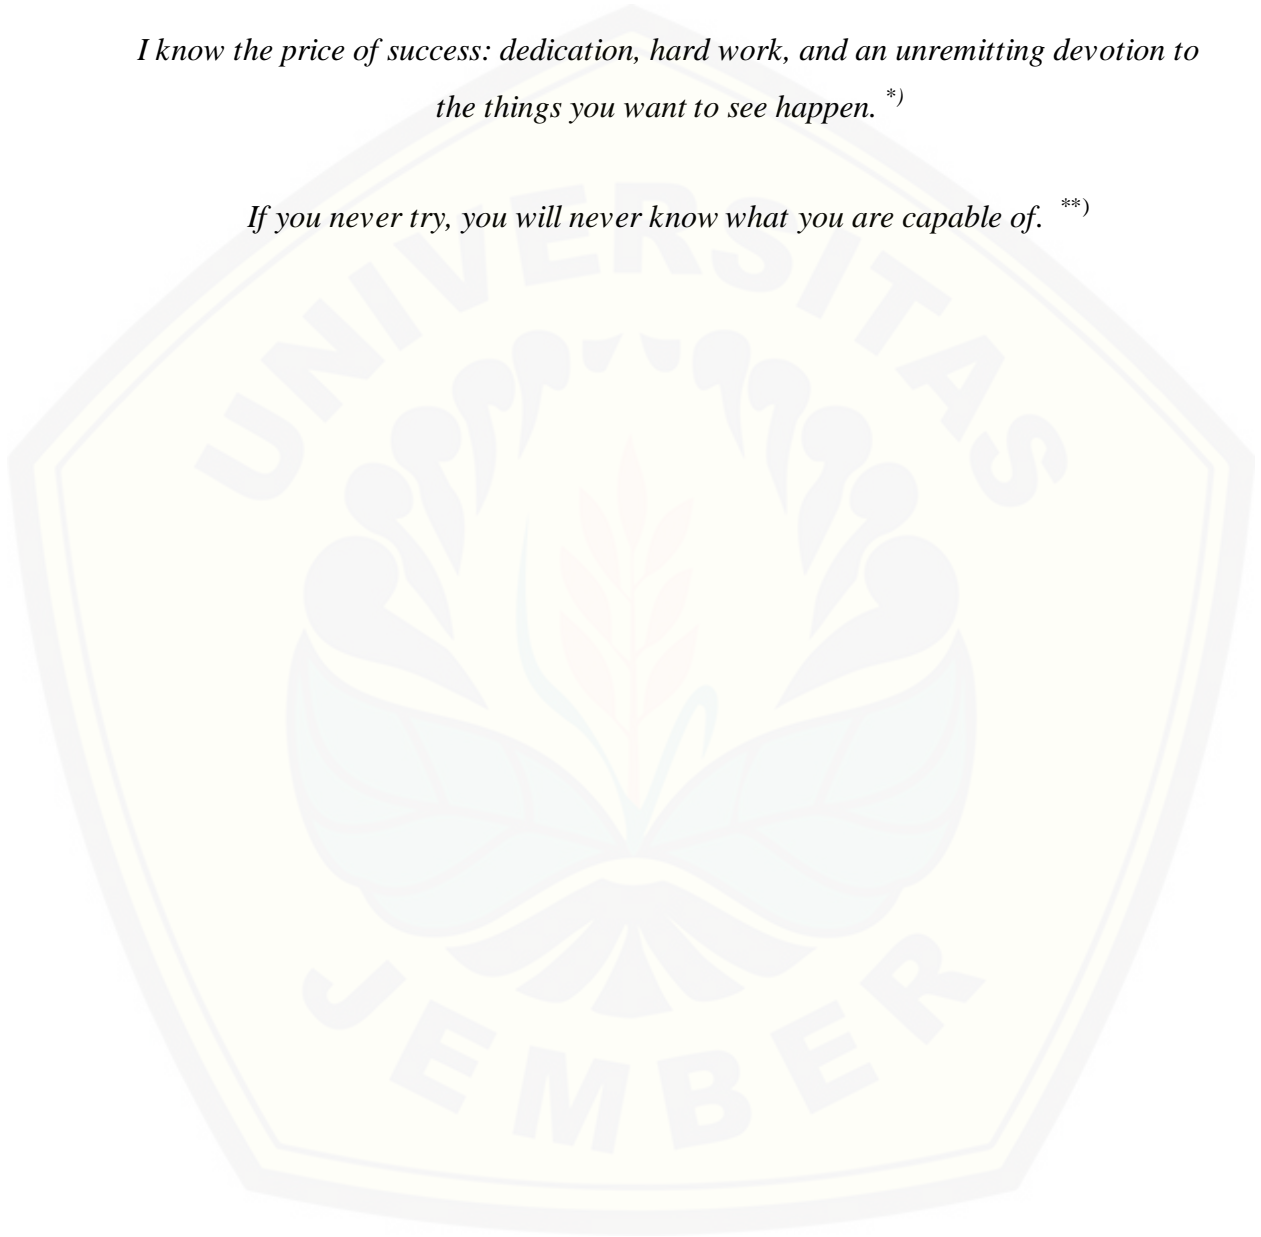 I know the price of success: dedication, hard work, and an unremitting devotion to
the things you want to see happen. *)
If you never try, you will never know what you are capable of. **)
UNIVERSITAS
JEMBER